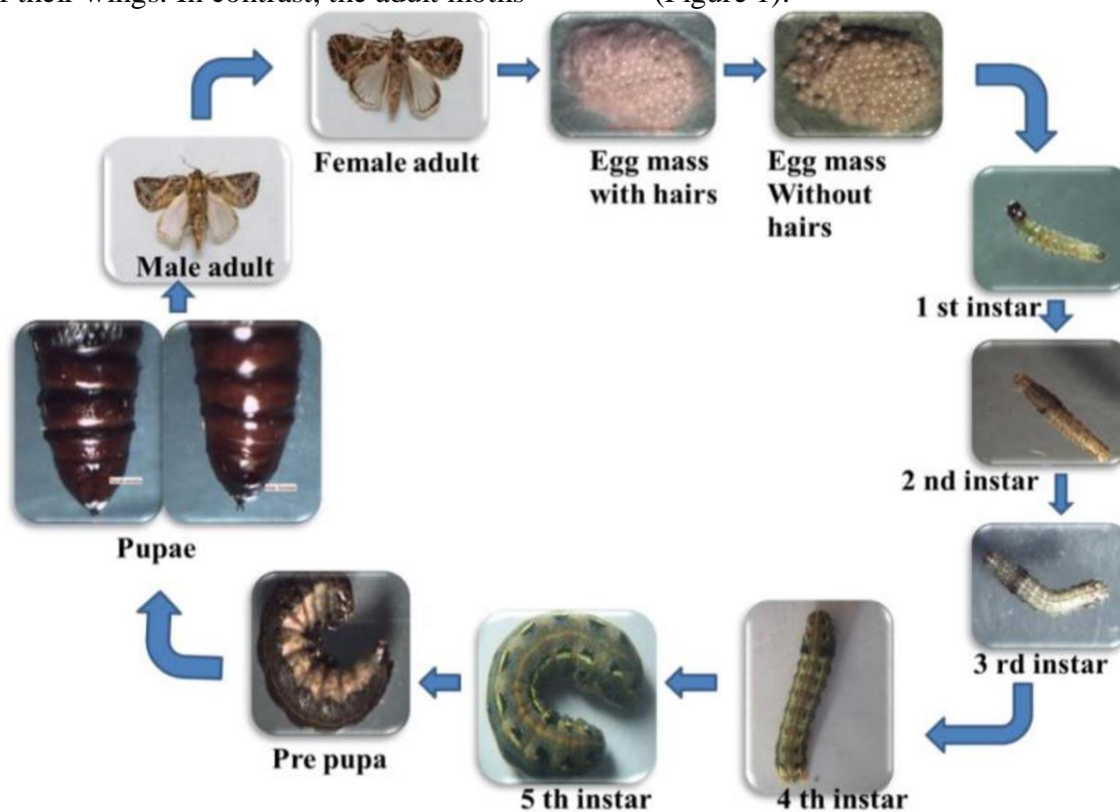 their wings. In contrast, the adult moths
(Figure 1).
Female adult
Egg mass
with hairs
Egg mass
Without
hairs
Male adult
1 st instar
2 nd instar
3 rd instar
4 th instar
5 th instar
Pre pupa
Pupae